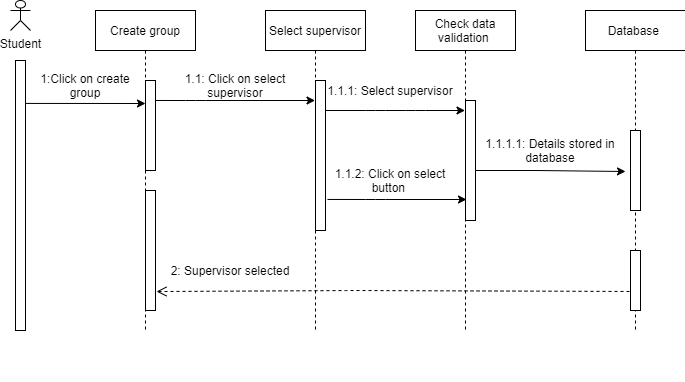 Student
Create group
Select supervisor
Check data
validation
Database
1:Click on create
group
1.1: Click on select
supervisor
1.1.1: Select supervisor
1.1.1.1: Details stored in
database
1.1.2: Click on select
button
2: Supervisor selected